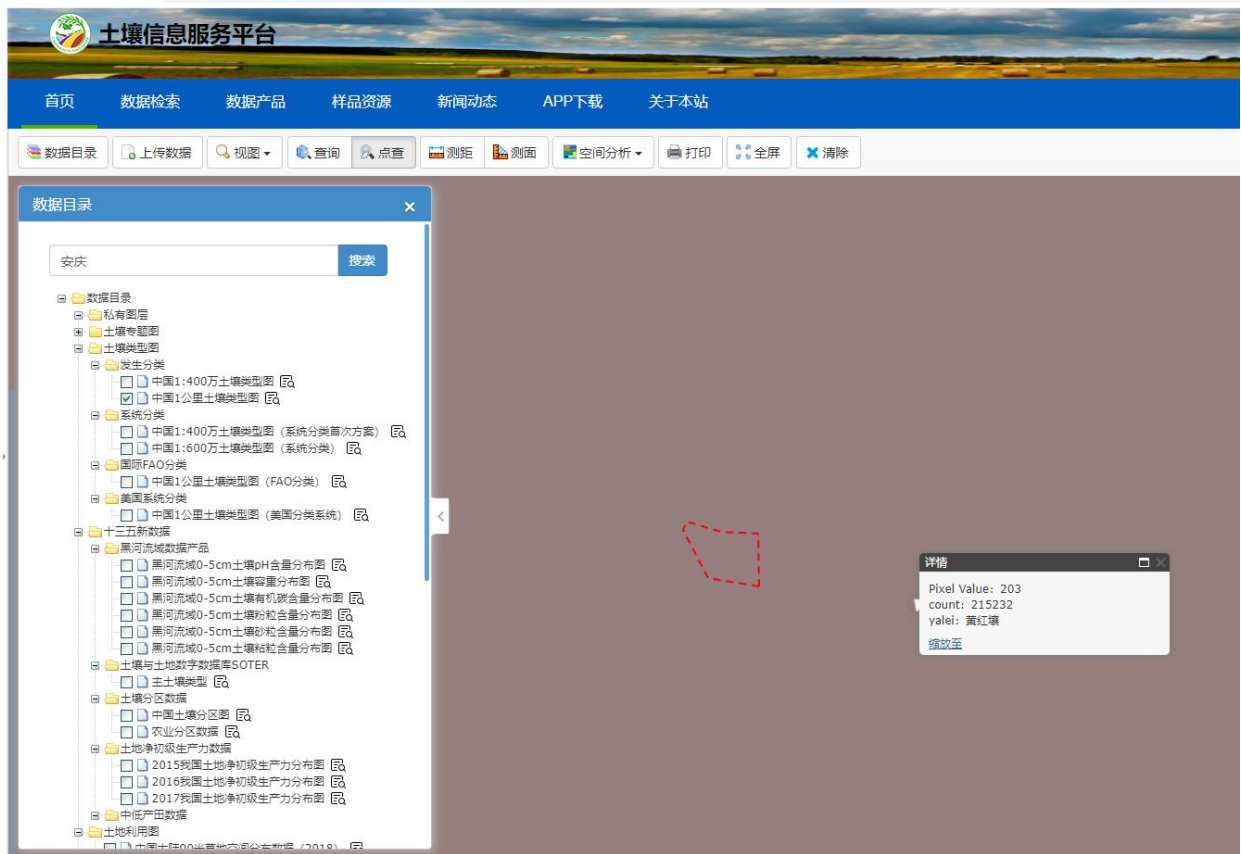 土壤信息服务平台
首页 数据检索 数据产品 样品资源 新闻动态 APP下载 关于本站
数据目录 上传数据 视图 查询 点查 测距 测面 空间分析 打印 全屏 清除
数据目录
安庆 搜索
数据目录
私有图层
土壤专题图
土壤类型图
发生分类
中国1:400万土壤类型图
中国1公里土壤类型图
系统分类
中国1:400万土壤类型图（系统分类首次方案）
中国1:600万土壤类型图（系统分类）
国际FAO分类
中国1公里土壤类型图（FAO分类）
美国系统分类
中国1公里土壤类型图（美国分类系统）
十三五新数据
黑河流域数据产品
黑河流域0-5cm土壤pH含量分布图
黑河流域0-5cm土壤容重分布图
黑河流域0-5cm土壤有机碳含量分布图
黑河流域0-5cm土壤粉粒含量分布图
黑河流域0-5cm土壤砂粒含量分布图
黑河流域0-5cm土壤粘粒含量分布图
土壤与土地数字数据库SOTER
主土壤类型
土壤分区数据
中国土壤分区图
农业分区数据
土地净初级生产力数据
2015我国土地净初级生产力分布图
2016我国土地净初级生产力分布图
2017我国土地净初级生产力分布图
中低产田数据
土地利用图
中国大陆90米草地空间分布数据（2018）
详情
Pixel Value: 203
count: 215232
yalei: 黄红壤
缩放至